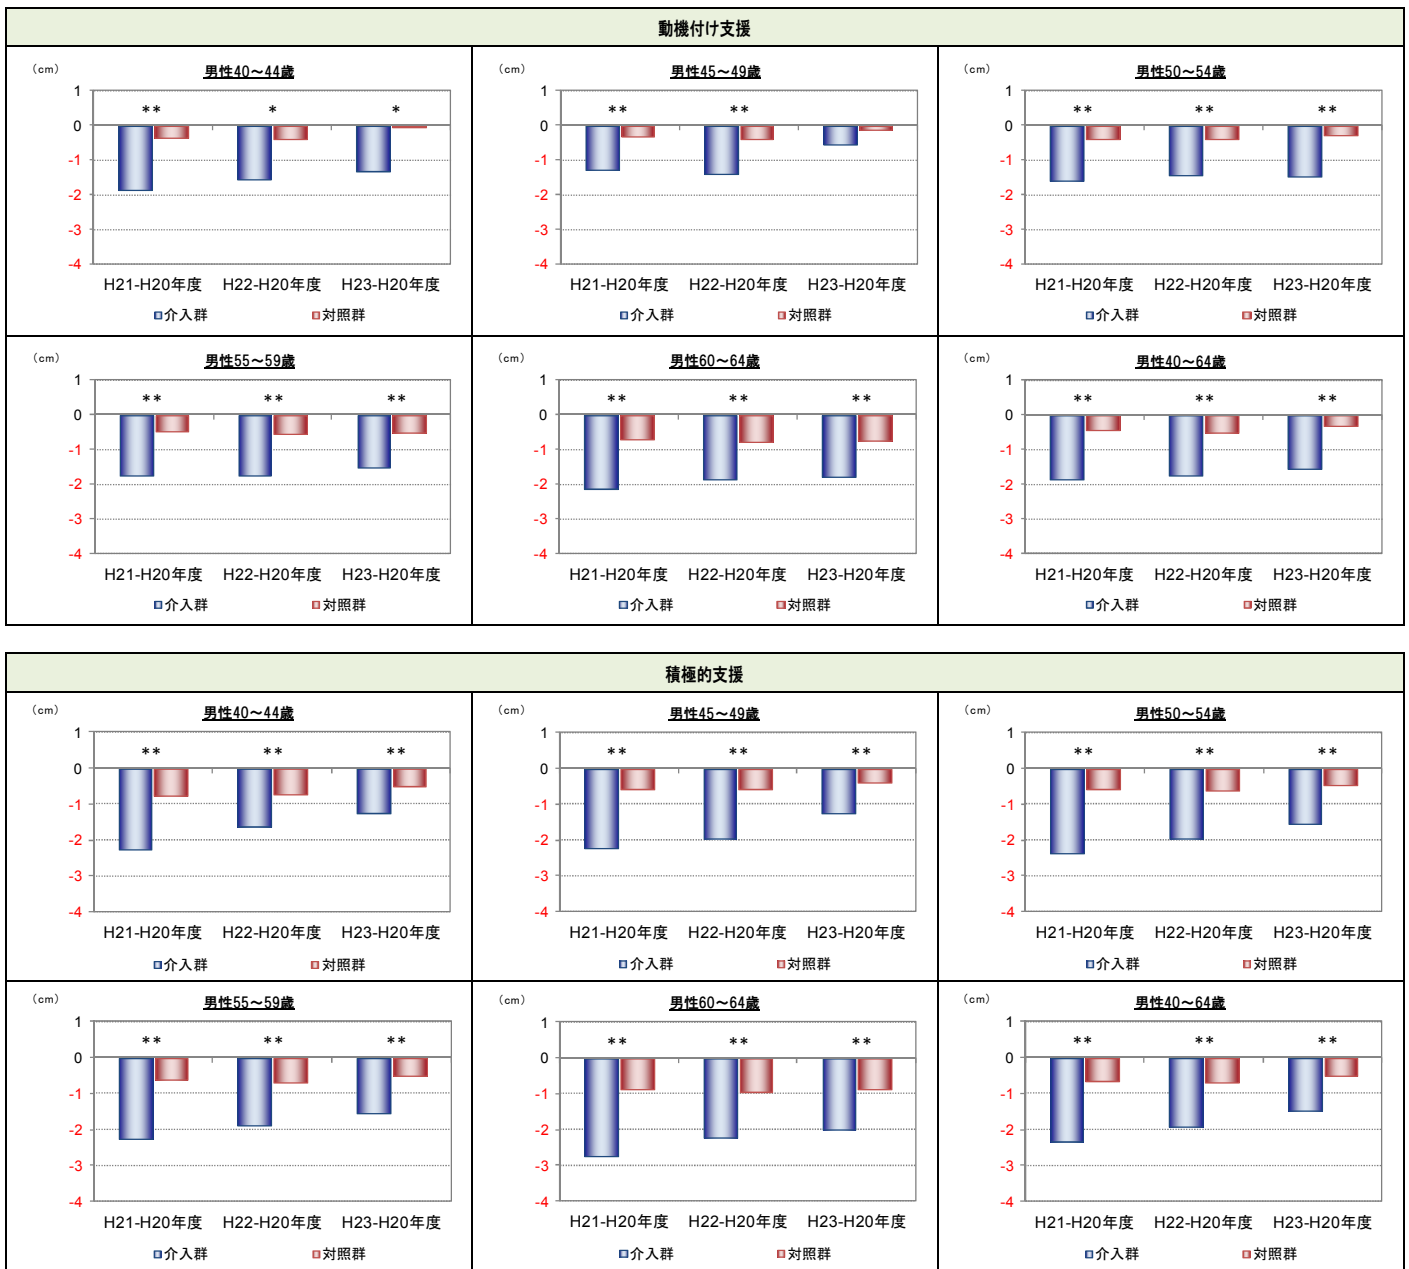 動機付け支援
（cm） 男性40～44歳
1
** * *
0
-1
-2
-3
-4
H21-H20年度 H22-H20年度 H23-H20年度
介入群 対照群
（cm） 男性45～49歳
1
** **
0
-1
-2
-3
-4
H21-H20年度 H22-H20年度 H23-H20年度
介入群 対照群
（cm） 男性50～54歳
1
** ** **
0
-1
-2
-3
-4
H21-H20年度 H22-H20年度 H23-H20年度
介入群 対照群
（cm） 男性55～59歳
1
** ** **
0
-1
-2
-3
-4
H21-H20年度 H22-H20年度 H23-H20年度
介入群 対照群
（cm） 男性60～64歳
1
** ** **
0
-1
-2
-3
-4
H21-H20年度 H22-H20年度 H23-H20年度
介入群 対照群
（cm） 男性40～64歳
1
** ** **
0
-1
-2
-3
-4
H21-H20年度 H22-H20年度 H23-H20年度
介入群 対照群
積極的支援
（cm） 男性40～44歳
1
** ** **
0
-1
-2
-3
-4
H21-H20年度 H22-H20年度 H23-H20年度
介入群 対照群
（cm） 男性45～49歳
1
** ** **
0
-1
-2
-3
-4
H21-H20年度 H22-H20年度 H23-H20年度
介入群 対照群
（cm） 男性50～54歳
1
** ** **
0
-1
-2
-3
-4
H21-H20年度 H22-H20年度 H23-H20年度
介入群 対照群
（cm） 男性55～59歳
1
** ** **
0
-1
-2
-3
-4
H21-H20年度 H22-H20年度 H23-H20年度
介入群 対照群
（cm） 男性60～64歳
1
** ** **
0
-1
-2
-3
-4
H21-H20年度 H22-H20年度 H23-H20年度
介入群 対照群
（cm） 男性40～64歳
1
** ** **
0
-1
-2
-3
-4
H21-H20年度 H22-H20年度 H23-H20年度
介入群 対照群